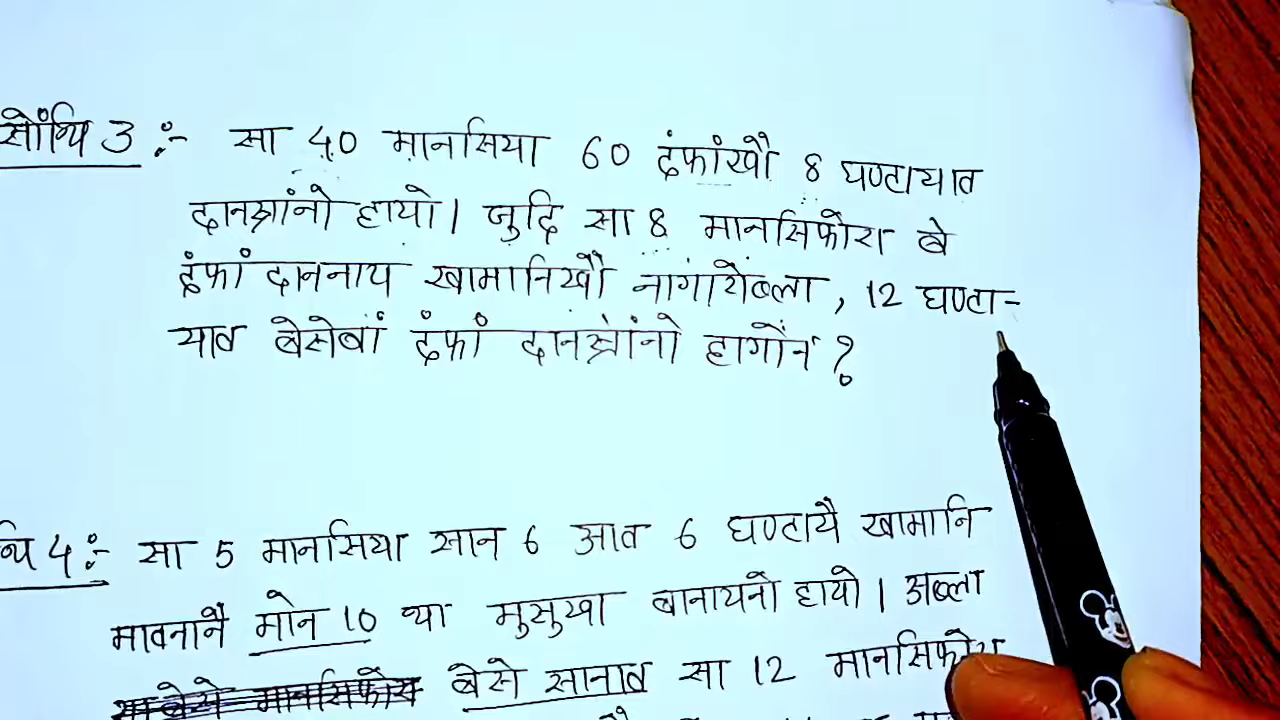 सोंथि 3 :- सा 40 मानसिया 60 दंफांखौ 8 घण्टायाव
दानस्रांनो हायो। जुदि सा 8 मानसिफोरा बे
दंफां दाननाय खामानिखौ नागारोब्ला, 12 घण्टा-
याव बेसेबां दंफां दानस्रांनो हागौन ?
थि 4 :- सा 5 मानसिया सान 6 आव 6 घण्टायै खामानि
मावनानै मोन 10 था मुसुखा बानायनो हायो। अब्ला
बेसे सानाव सा 12 मानसिफोरा